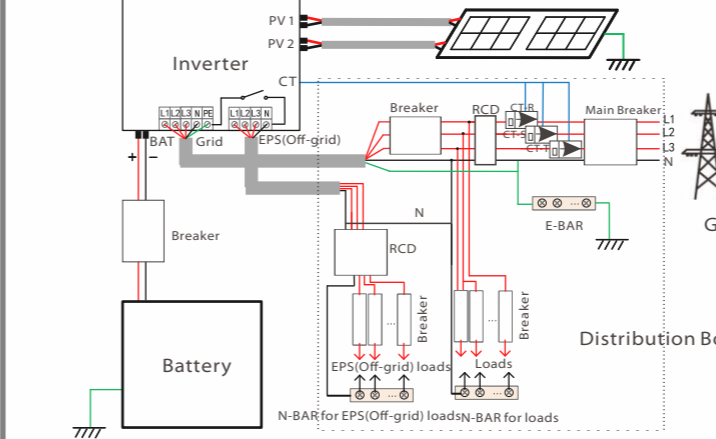 PV 1
PV 2
Inverter
CT
L1 L2 L3 N PE
L1 L2 L3 N
BAT
Grid
EPS(Off-grid)
+
−
Breaker
RCD
CT-R
CT-S
CT-T
Main Breaker
L1
L2
L3
N
E-BAR
G
Breaker
N
RCD
Breaker
Breaker
...
...
Battery
EPS(Off-grid) loads
Loads
Distribution Bo
...
...
N-BAR for EPS(Off-grid) loads
N-BAR for loads